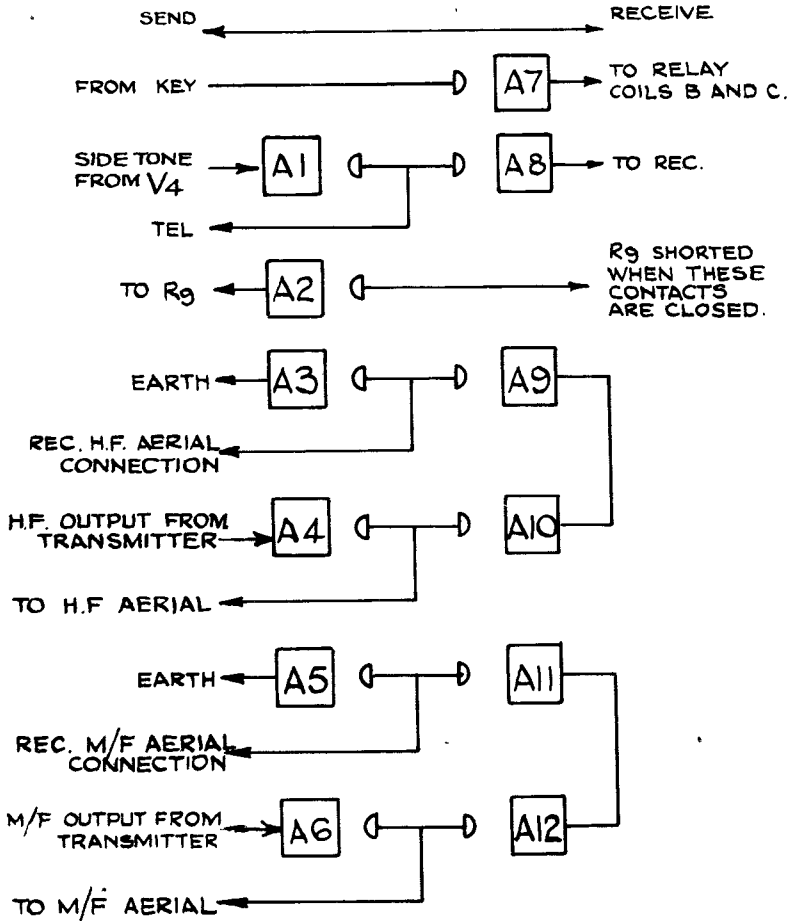 SEND
RECEIVE
FROM KEY
A7
TO RELAY
COILS B AND C.
SIDE TONE
FROM V4
A1
A8
TO REC.
TEL
TO Rg
A2
Rg SHORTED
WHEN THESE
CONTACTS
ARE CLOSED.
EARTH
A3
A9
REC. H.F. AERIAL
CONNECTION
H.F. OUTPUT FROM
TRANSMITTER
A4
A10
TO H.F AERIAL
EARTH
A5
A11
REC. M/F AERIAL
CONNECTION
M/F OUTPUT FROM
TRANSMITTER
A6
A12
TO M/F AERIAL